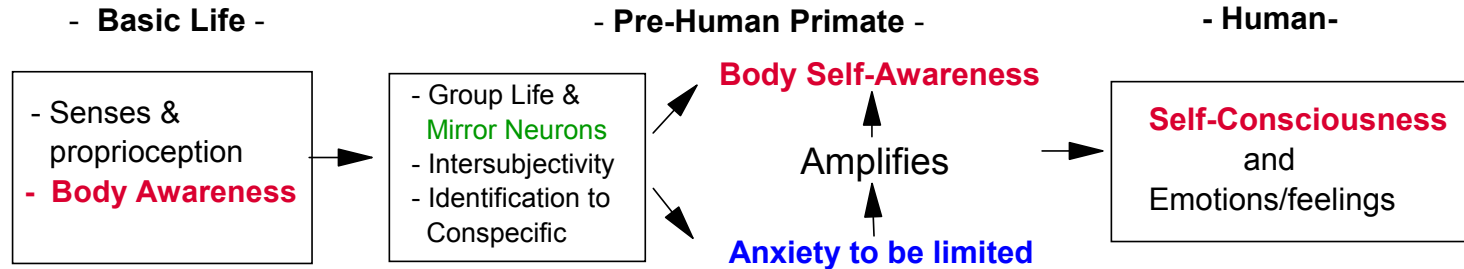 - Basic Life -
- Pre-Human Primate -
- Human-
- Senses &
proprioception
- Body Awareness
- Group Life &
Mirror Neurons
- Intersubjectivity
- Identification to
Conspecific
Body Self-Awareness
Amplifies
Anxiety to be limited
Self-Consciousness
and
Emotions/feelings